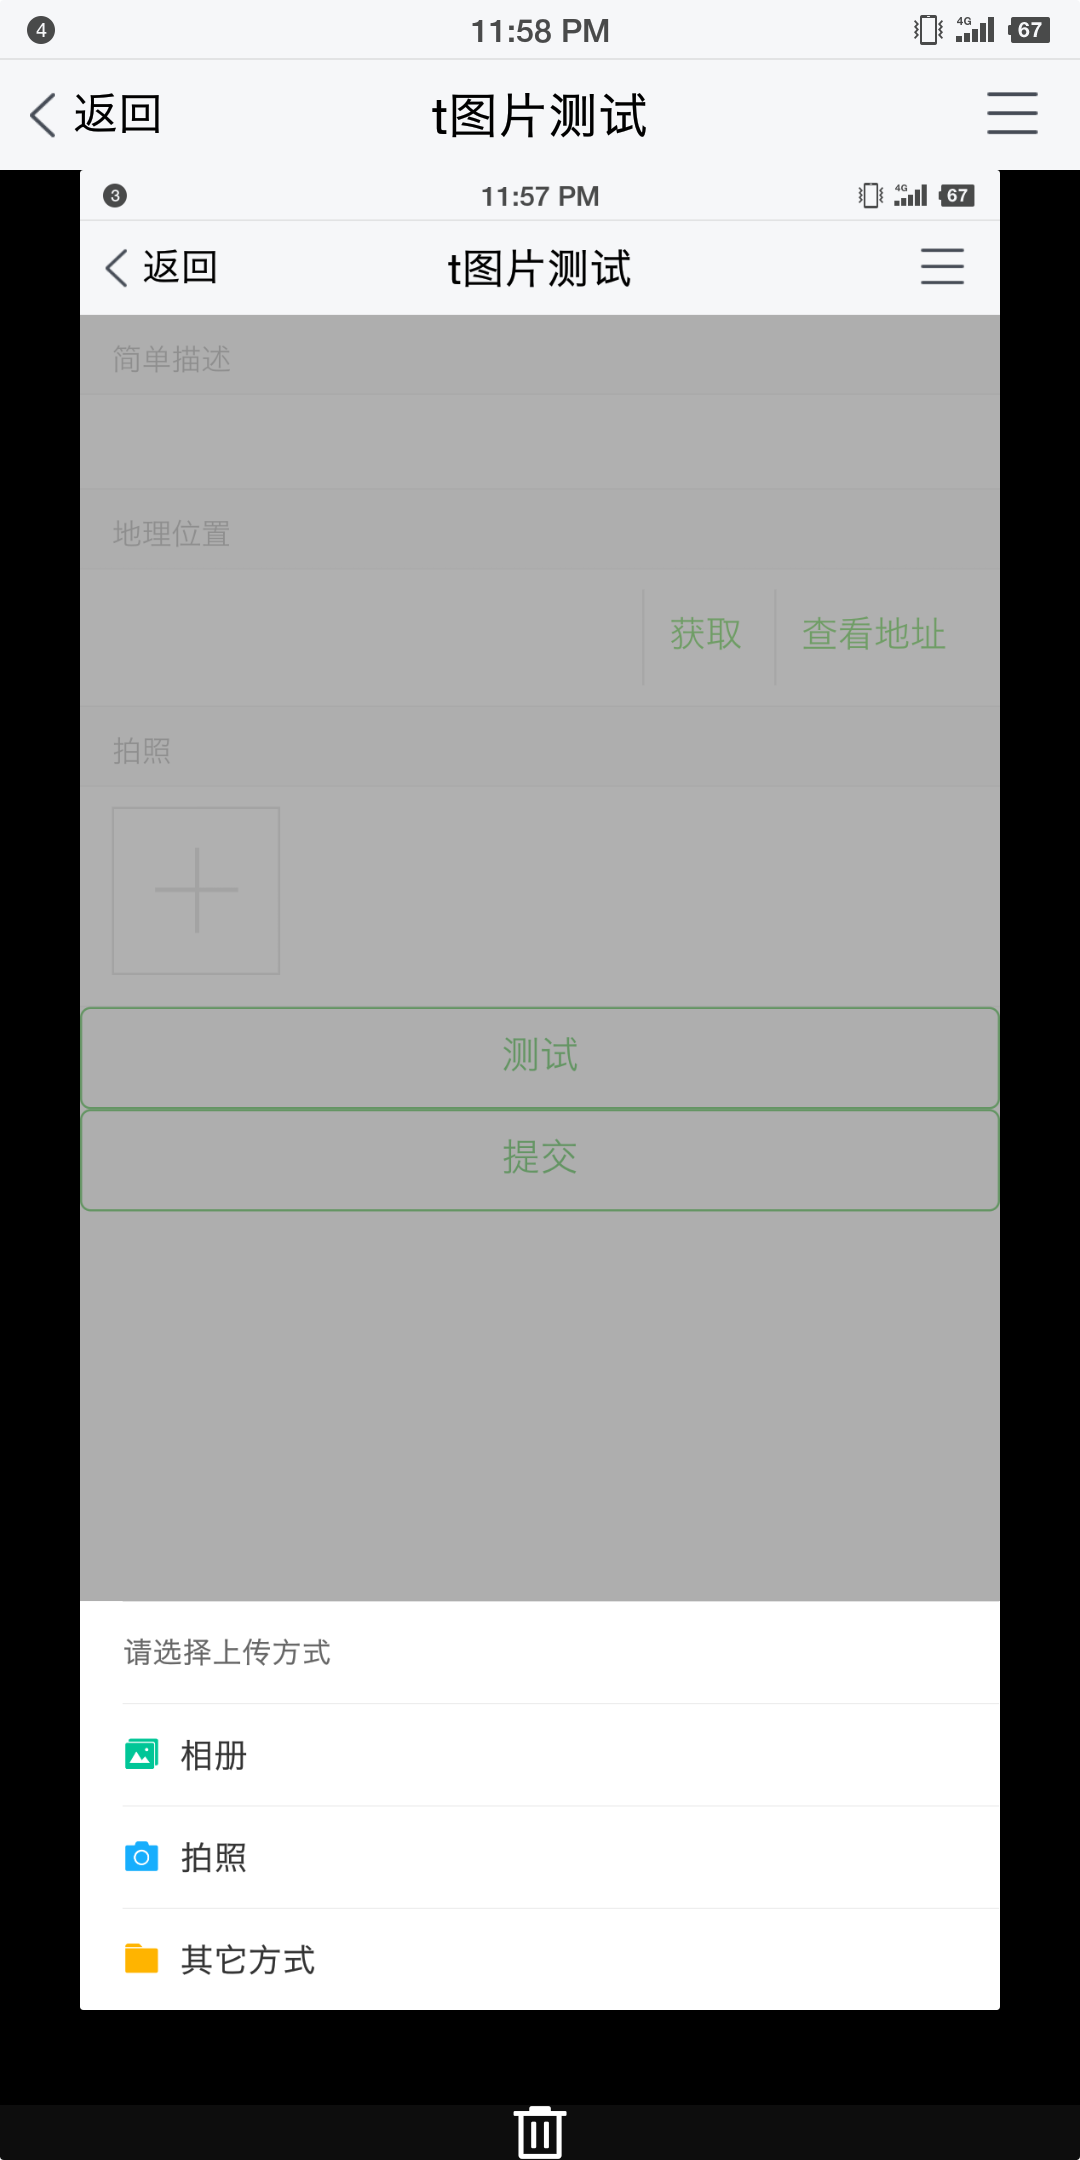 4 11:58 PM 4G 67
返回 t图片测试
3 11:57 PM 4G 67
返回 t图片测试
简单描述
地理位置
获取 查看地址
拍照
测试
提交
请选择上传方式
相册
拍照
其它方式